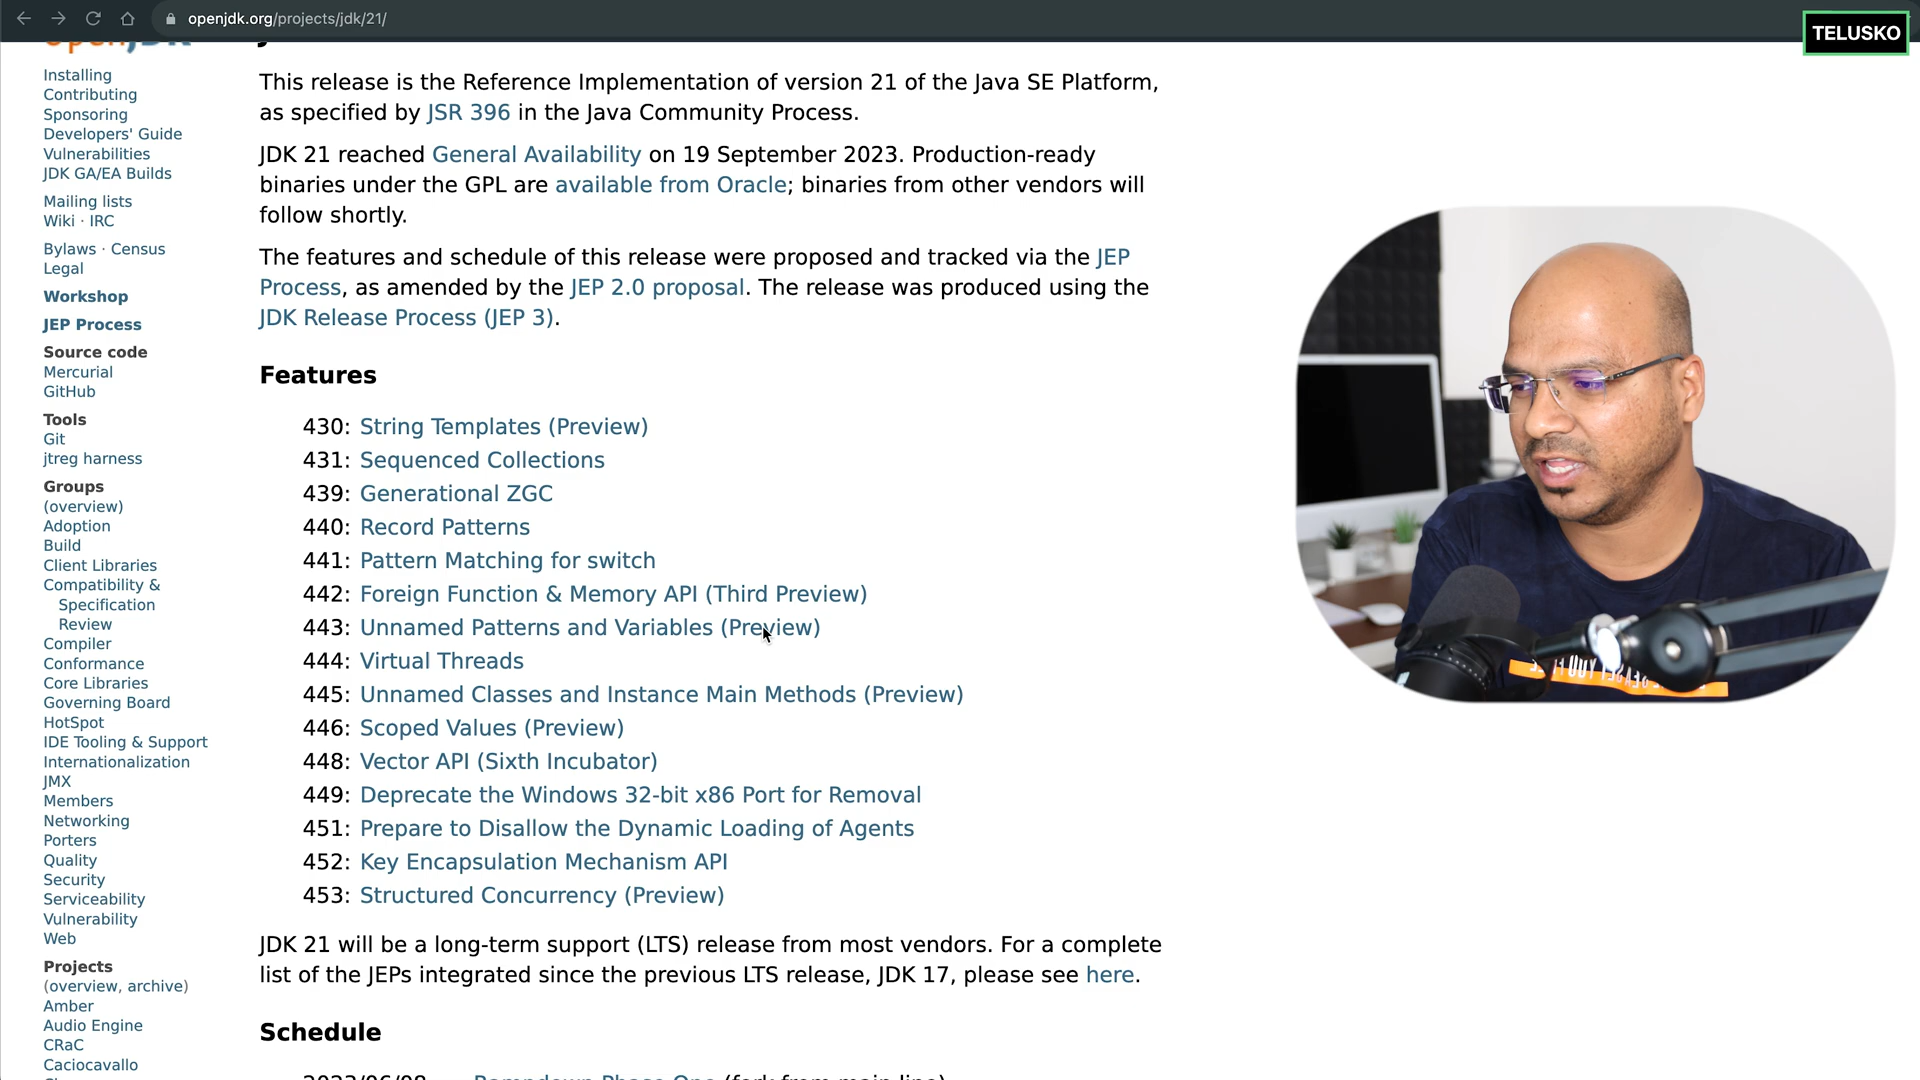 openjdk.org/projects/jdk/21/
TELUSKO
OpenJDK
Installing
Contributing
Sponsoring
Developers' Guide
Vulnerabilities
JDK GA/EA Builds
Mailing lists
Wiki · IRC
Bylaws · Census
Legal
Workshop
JEP Process
Source code
Mercurial
GitHub
Tools
Git
jtreg harness
Groups
(overview)
Adoption
Build
Client Libraries
Compatibility &
Specification
Review
Compiler
Conformance
Core Libraries
Governing Board
HotSpot
IDE Tooling & Support
Internationalization
JMX
Members
Networking
Porters
Quality
Security
Serviceability
Vulnerability
Web
Projects
(overview, archive)
Amber
Audio Engine
CRaC
Caciocavallo
This release is the Reference Implementation of version 21 of the Java SE Platform,
as specified by JSR 396 in the Java Community Process.
JDK 21 reached General Availability on 19 September 2023. Production-ready
binaries under the GPL are available from Oracle; binaries from other vendors will
follow shortly.
The features and schedule of this release were proposed and tracked via the JEP
Process, as amended by the JEP 2.0 proposal. The release was produced using the
JDK Release Process (JEP 3).
Features
430: String Templates (Preview)
431: Sequenced Collections
439: Generational ZGC
440: Record Patterns
441: Pattern Matching for switch
442: Foreign Function & Memory API (Third Preview)
443: Unnamed Patterns and Variables (Preview)
444: Virtual Threads
445: Unnamed Classes and Instance Main Methods (Preview)
446: Scoped Values (Preview)
448: Vector API (Sixth Incubator)
449: Deprecate the Windows 32-bit x86 Port for Removal
451: Prepare to Disallow the Dynamic Loading of Agents
452: Key Encapsulation Mechanism API
453: Structured Concurrency (Preview)
JDK 21 will be a long-term support (LTS) release from most vendors. For a complete
list of the JEPs integrated since the previous LTS release, JDK 17, please see here.
Schedule
2023/06/08 Rampdown Phase One (fork from main line)